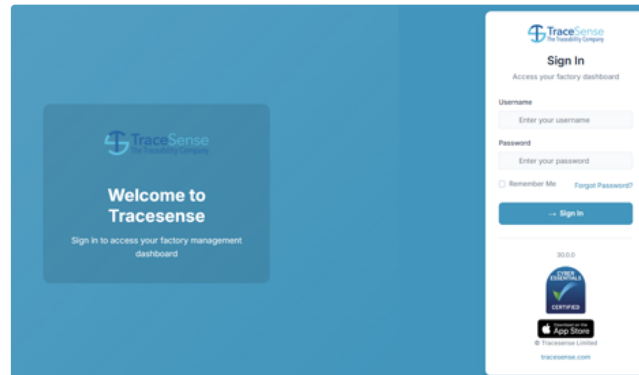 TraceSense
The Traceability Company
Welcome to
Tracesense
Sign in to access your factory management
dashboard
TraceSense
The Traceability Company
Sign In
Access your factory dashboard
Username
Enter your username
Password
Enter your password
Remember Me Forgot Password?
→ Sign In
30.0.0
CYBER
ESSENTIALS
CERTIFIED
Download on the
App Store
© Tracesense Limited
tracesense.com